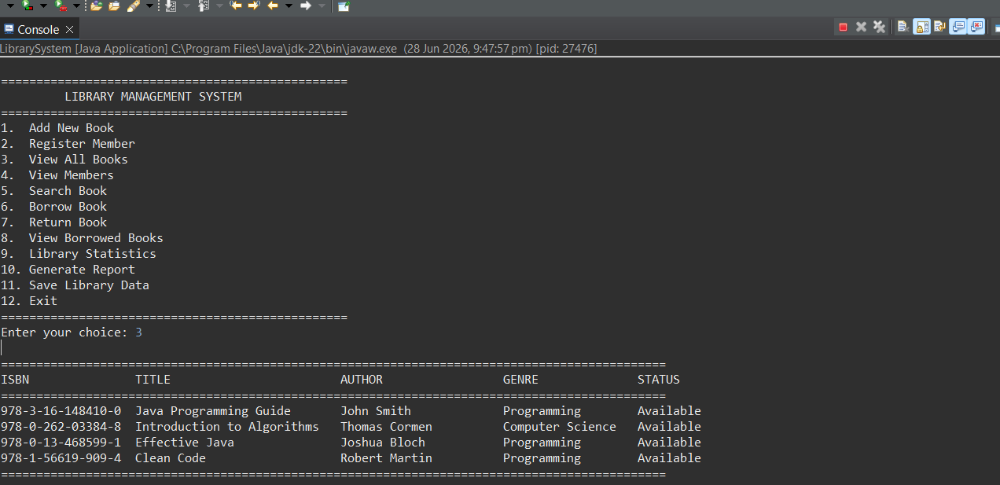 Console
LibrarySystem [Java Application] C:\Program Files\Java\jdk-22\bin\javaw.exe (28 Jun 2026, 9:47:57 pm) [pid: 27476]
=================================================
         LIBRARY MANAGEMENT SYSTEM
=================================================
1.  Add New Book
2.  Register Member
3.  View All Books
4.  View Members
5.  Search Book
6.  Borrow Book
7.  Return Book
8.  View Borrowed Books
9.  Library Statistics
10. Generate Report
11. Save Library Data
12. Exit
=================================================
Enter your choice: 3
==============================================================================================
ISBN               TITLE                        AUTHOR                 GENRE              STATUS
==============================================================================================
978-3-16-148410-0  Java Programming Guide       John Smith             Programming        Available
978-0-262-03384-8  Introduction to Algorithms   Thomas Cormen          Computer Science   Available
978-0-13-468599-1  Effective Java               Joshua Bloch           Programming        Available
978-1-56619-909-4  Clean Code                   Robert Martin          Programming        Available
==============================================================================================